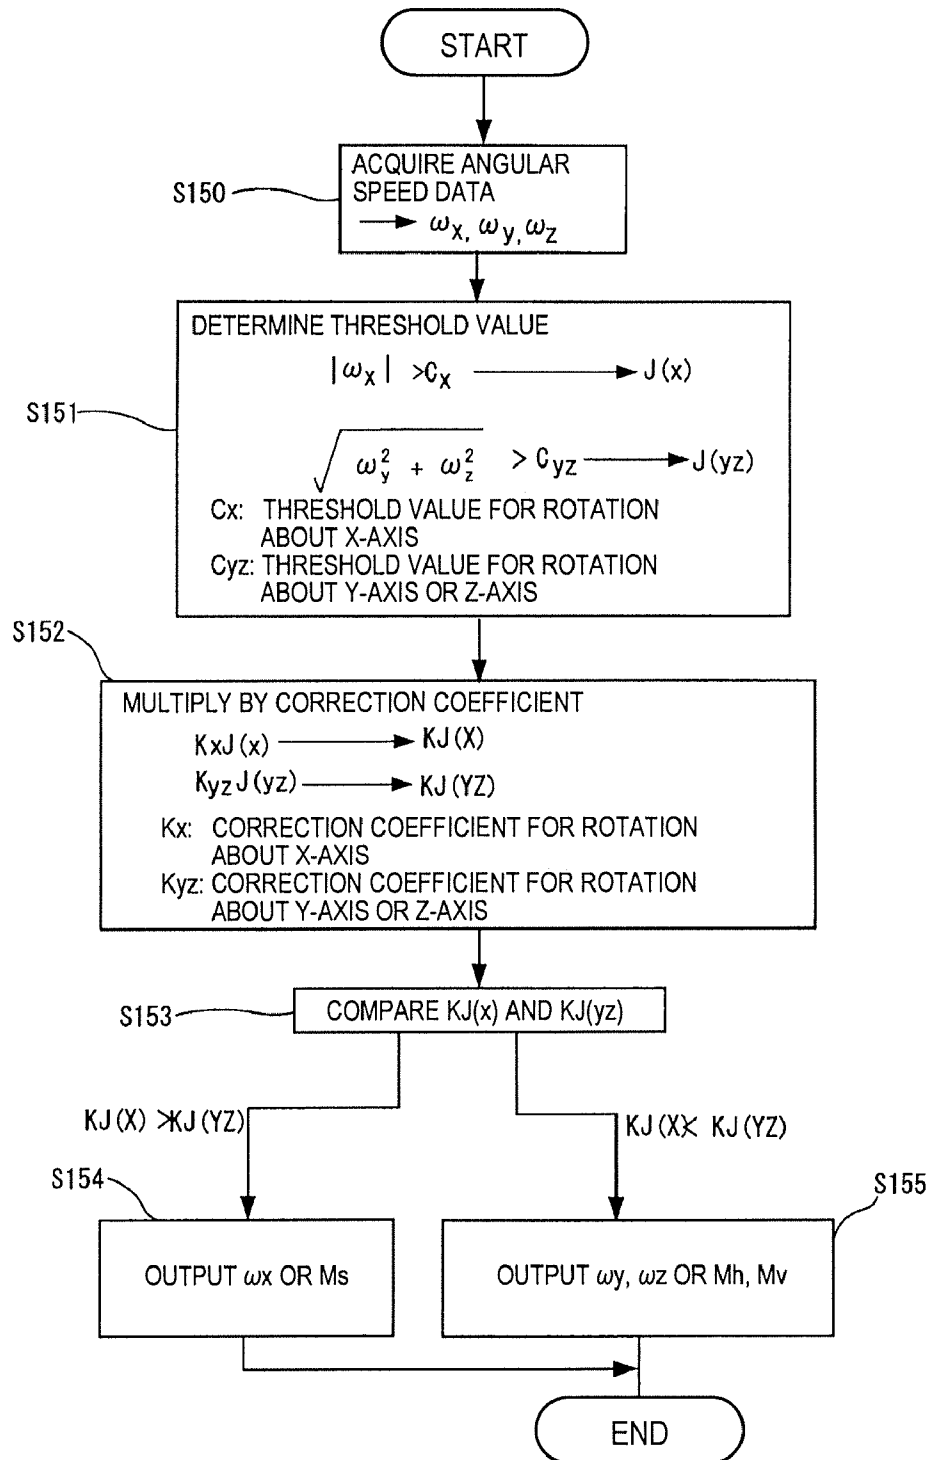 START
S150
ACQUIRE ANGULAR
SPEED DATA
→ ωx, ωy, ωz
S151
DETERMINE THRESHOLD VALUE
|ωx| >Cx → J(x)
√ωy² + ωz² > Cyz → J(yz)
Cx: THRESHOLD VALUE FOR ROTATION
ABOUT X-AXIS
Cyz: THRESHOLD VALUE FOR ROTATION
ABOUT Y-AXIS OR Z-AXIS
S152
MULTIPLY BY CORRECTION COEFFICIENT
KxJ(x) → KJ(X)
KyzJ(yz) → KJ(YZ)
Kx: CORRECTION COEFFICIENT FOR ROTATION
ABOUT X-AXIS
Kyz: CORRECTION COEFFICIENT FOR ROTATION
ABOUT Y-AXIS OR Z-AXIS
S153
COMPARE KJ(x) AND KJ(yz)
KJ(X) >KJ(YZ)
KJ(X)< KJ(YZ)
S154
S155
OUTPUT ωx OR Ms
OUTPUT ωy, ωz OR Mh, Mv
END